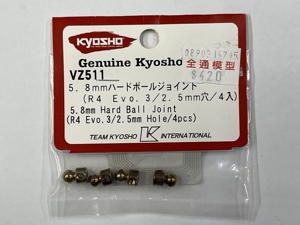 KYOSHO
Genuine Kyosho
全通模型
$420
VZ511
5.8mmハードボールジョイント
(R4 Evo.3/2.5mm穴/4入)
5.8mm Hard Ball Joint
(R4 Evo.3/2.5mm Hole/4pcs)
TEAM KYOSHO K INTERNATIONAL